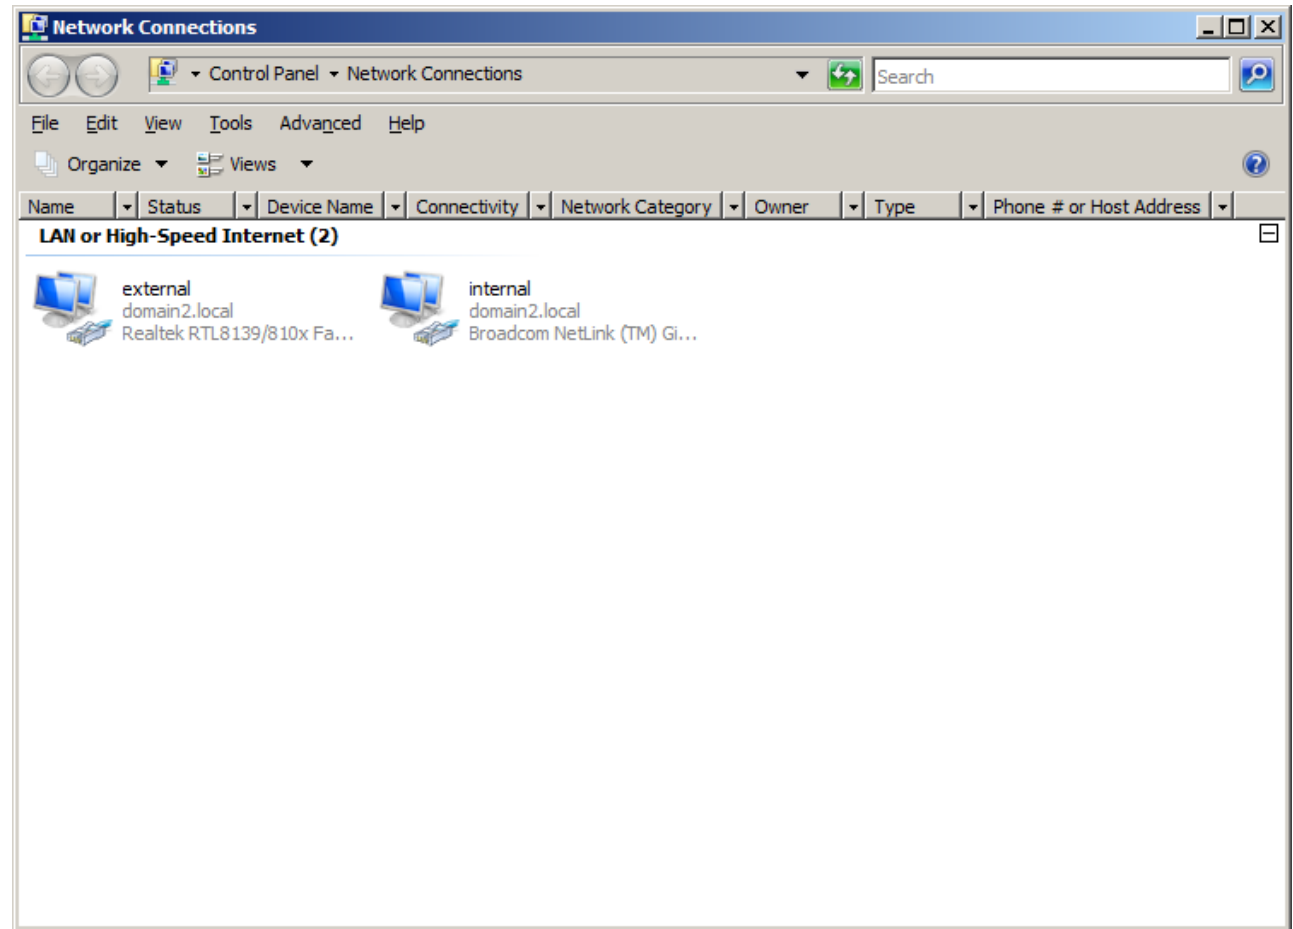 Network Connections
Control Panel Network Connections Search
File Edit View Tools Advanced Help
Organize Views
Name Status Device Name Connectivity Network Category Owner Type Phone # or Host Address
LAN or High-Speed Internet (2)
external internal
domain2.local domain2.local
Realtek RTL8139/810x Fa... Broadcom NetLink (TM) Gi...